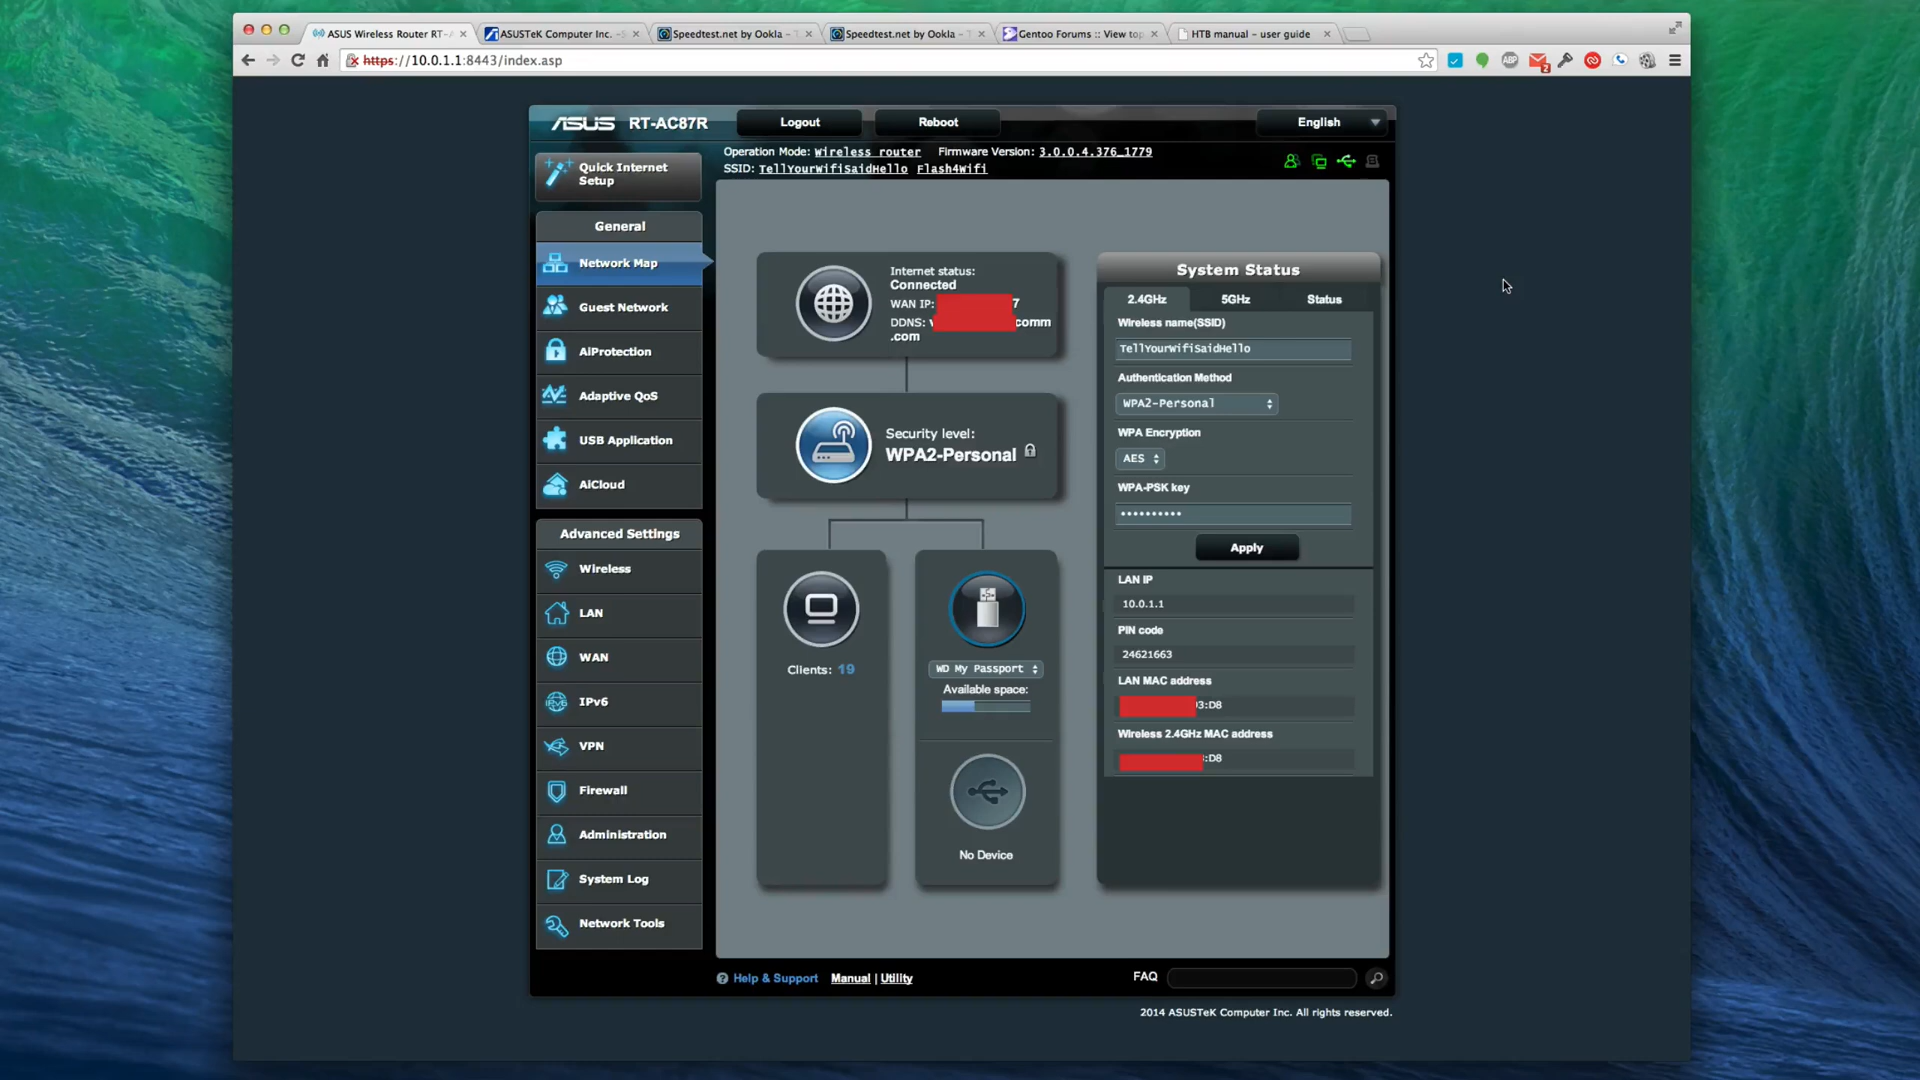 ASUS Wireless Router RT-
ASUSTeK Computer Inc. -
Speedtest.net by Ookla - T
Speedtest.net by Ookla - T
Gentoo Forums :: View top
HTB manual - user guide
https://10.0.1.1:8443/index.asp
ABP
2
ASUS RT-AC87R
Logout
Reboot
English
Operation Mode: Wireless router Firmware Version: 3.0.0.4.376_1779
SSID: TellYourWifiSaidHello Flash4Wifi
Quick Internet
Setup
General
Network Map
Guest Network
AiProtection
Adaptive QoS
USB Application
AiCloud
Advanced Settings
Wireless
LAN
WAN
IPv6
VPN
Firewall
Administration
System Log
Network Tools
Internet status:
Connected
WAN IP: 7
DDNS: v comm
.com
Security level:
WPA2-Personal
Clients: 19
WD My Passport
Available space:
No Device
System Status
2.4GHz
5GHz
Status
Wireless name(SSID)
TellYourWifiSaidHello
Authentication Method
WPA2-Personal
WPA Encryption
AES
WPA-PSK key
••••••••••
Apply
LAN IP
10.0.1.1
PIN code
24621663
LAN MAC address
3:D8
Wireless 2.4GHz MAC address
:D8
Help & Support Manual | Utility
FAQ
2014 ASUSTeK Computer Inc. All rights reserved.